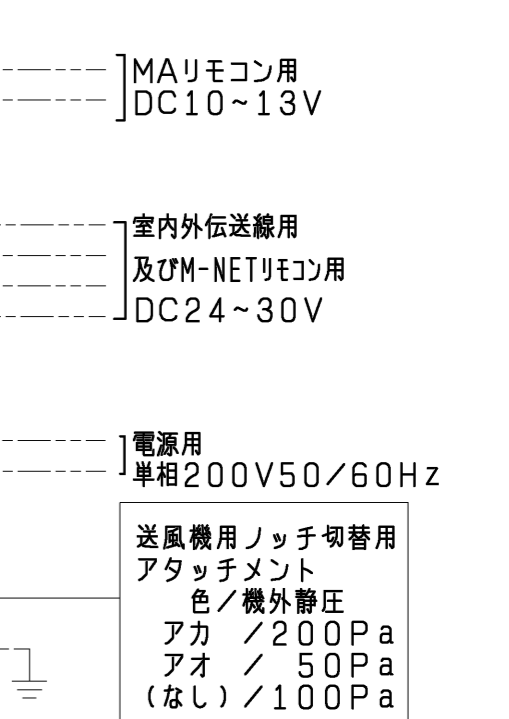 MAリモコン用
DC10~13V
室内外伝送線用
及びM-NETリモコン用
DC24~30V
電源用
単相200V50/60Hz
送風機用ノッチ切替用
アタッチメント
色/機外静圧
アカ /200Pa
アオ / 50Pa
(なし)/100Pa